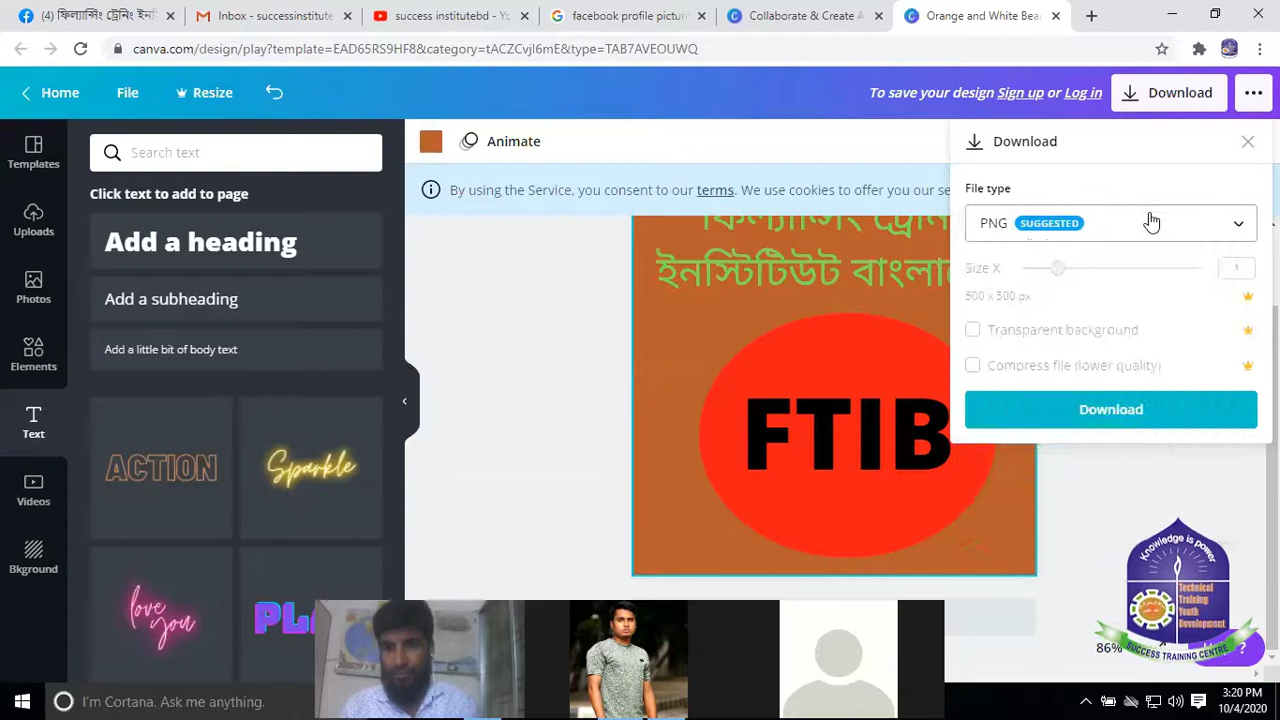 ফিল্যান্সিং ট্রেনিং ইনস্টি
Inbox - successinstitute
success institutebd - Yo
facebook profile picture
Collaborate & Create A
Orange and White Bea
canva.com/design/play?template=EAD65RS9HF8&category=tACZCvjI6mE&type=TAB7AVEOUWQ
Home
File
Resize
To save your design Sign up or Log in
Download
Templates
Uploads
Photos
Elements
Text
Videos
Bkground
Search text
Click text to add to page
Add a heading
Add a subheading
Add a little bit of body text
ACTION
Sparkle
love you
Animate
By using the Service, you consent to our terms. We use cookies to offer you our se
ফিল্যান্সিং ট্রেনি
ইনস্টিটিউট বাংলাদে
FTIB
Download
File type
PNG SUGGESTED
Size X
1
500 x 500 px
Transparent background
Compress file (lower quality)
Download
Knowledge is power
Technical
Training
Youth
Development
SUCCESS TRAINING CENTRE
86%
?
I'm Cortana. Ask me anything.
3:20 PM
10/4/2020